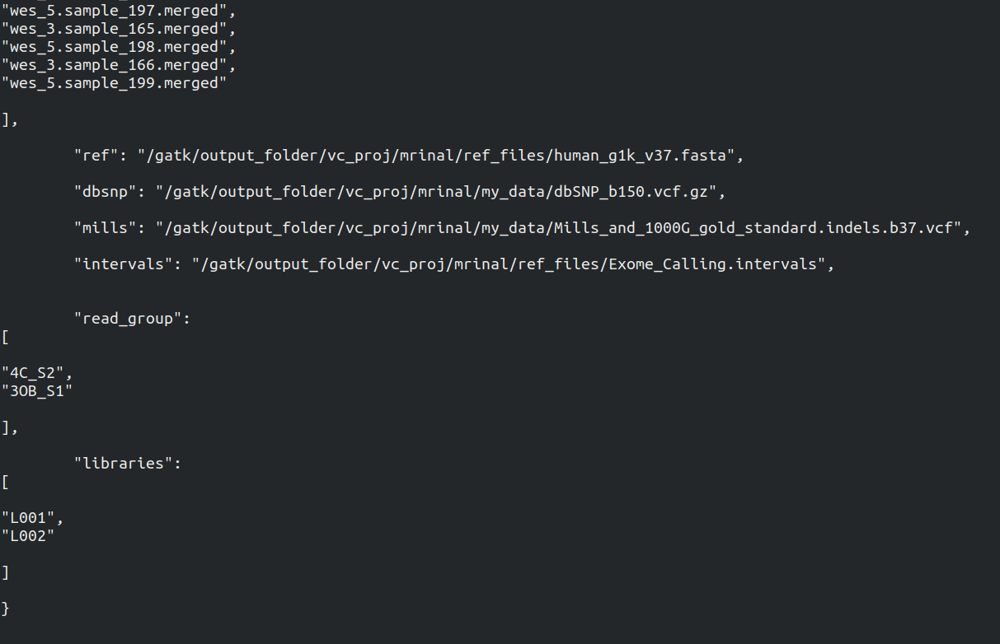 "wes_5.sample_197.merged",
"wes_3.sample_165.merged",
"wes_5.sample_198.merged",
"wes_3.sample_166.merged",
"wes_5.sample_199.merged"
],
"ref": "/gatk/output_folder/vc_proj/mrinal/ref_files/human_g1k_v37.fasta",
"dbsnp": "/gatk/output_folder/vc_proj/mrinal/my_data/dbSNP_b150.vcf.gz",
"mills": "/gatk/output_folder/vc_proj/mrinal/my_data/Mills_and_1000G_gold_standard.indels.b37.vcf",
"intervals": "/gatk/output_folder/vc_proj/mrinal/ref_files/Exome_Calling.intervals",
"read_group":
[
"4C_S2",
"3OB_S1"
],
"libraries":
[
"L001",
"L002"
]
}